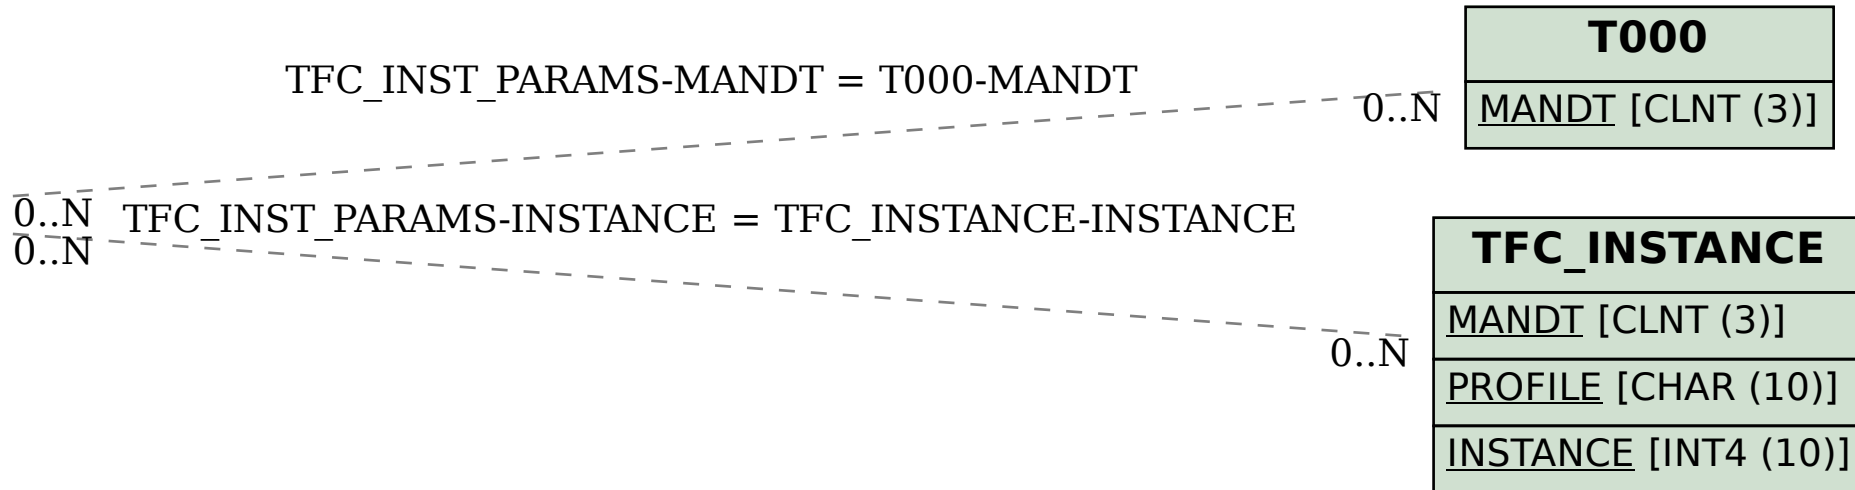 T000
TFC_INST_PARAMS-MANDT = T000-MANDT
0..N
MANDT [CLNT (3)]
0..N
TFC_INST_PARAMS-INSTANCE = TFC_INSTANCE-INSTANCE
0..N
TFC_INSTANCE
MANDT [CLNT (3)]
0..N
PROFILE [CHAR (10)]
INSTANCE [INT4 (10)]